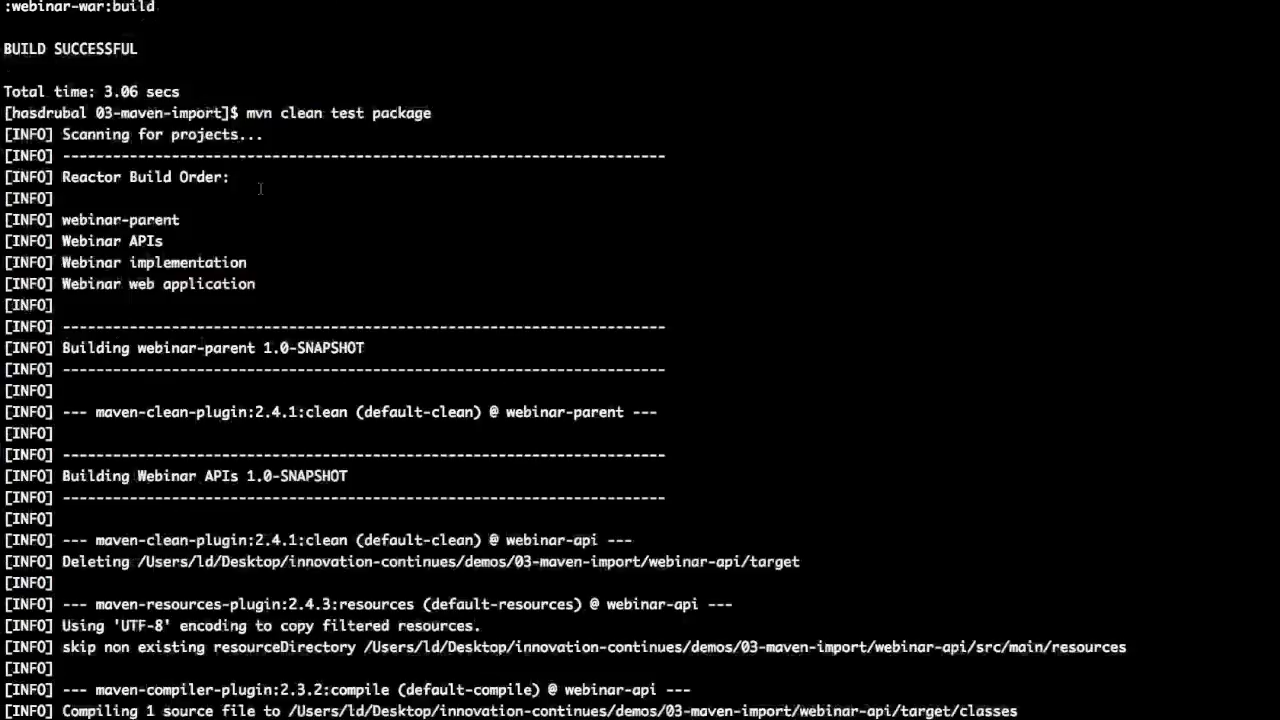 :webinar-war:build
BUILD SUCCESSFUL
Total time: 3.06 secs
[hasdrubal 03-maven-import]$ mvn clean test package
[INFO] Scanning for projects...
[INFO] ------------------------------------------------------------------------
[INFO] Reactor Build Order:
[INFO]
[INFO] webinar-parent
[INFO] Webinar APIs
[INFO] Webinar implementation
[INFO] Webinar web application
[INFO]
[INFO] ------------------------------------------------------------------------
[INFO] Building webinar-parent 1.0-SNAPSHOT
[INFO] ------------------------------------------------------------------------
[INFO]
[INFO] --- maven-clean-plugin:2.4.1:clean (default-clean) @ webinar-parent ---
[INFO]
[INFO] ------------------------------------------------------------------------
[INFO] Building Webinar APIs 1.0-SNAPSHOT
[INFO] ------------------------------------------------------------------------
[INFO]
[INFO] --- maven-clean-plugin:2.4.1:clean (default-clean) @ webinar-api ---
[INFO] Deleting /Users/ld/Desktop/innovation-continues/demos/03-maven-import/webinar-api/target
[INFO]
[INFO] --- maven-resources-plugin:2.4.3:resources (default-resources) @ webinar-api ---
[INFO] Using 'UTF-8' encoding to copy filtered resources.
[INFO] skip non existing resourceDirectory /Users/ld/Desktop/innovation-continues/demos/03-maven-import/webinar-api/src/main/resources
[INFO]
[INFO] --- maven-compiler-plugin:2.3.2:compile (default-compile) @ webinar-api ---
[INFO] Compiling 1 source file to /Users/ld/Desktop/innovation-continues/demos/03-maven-import/webinar-api/target/classes